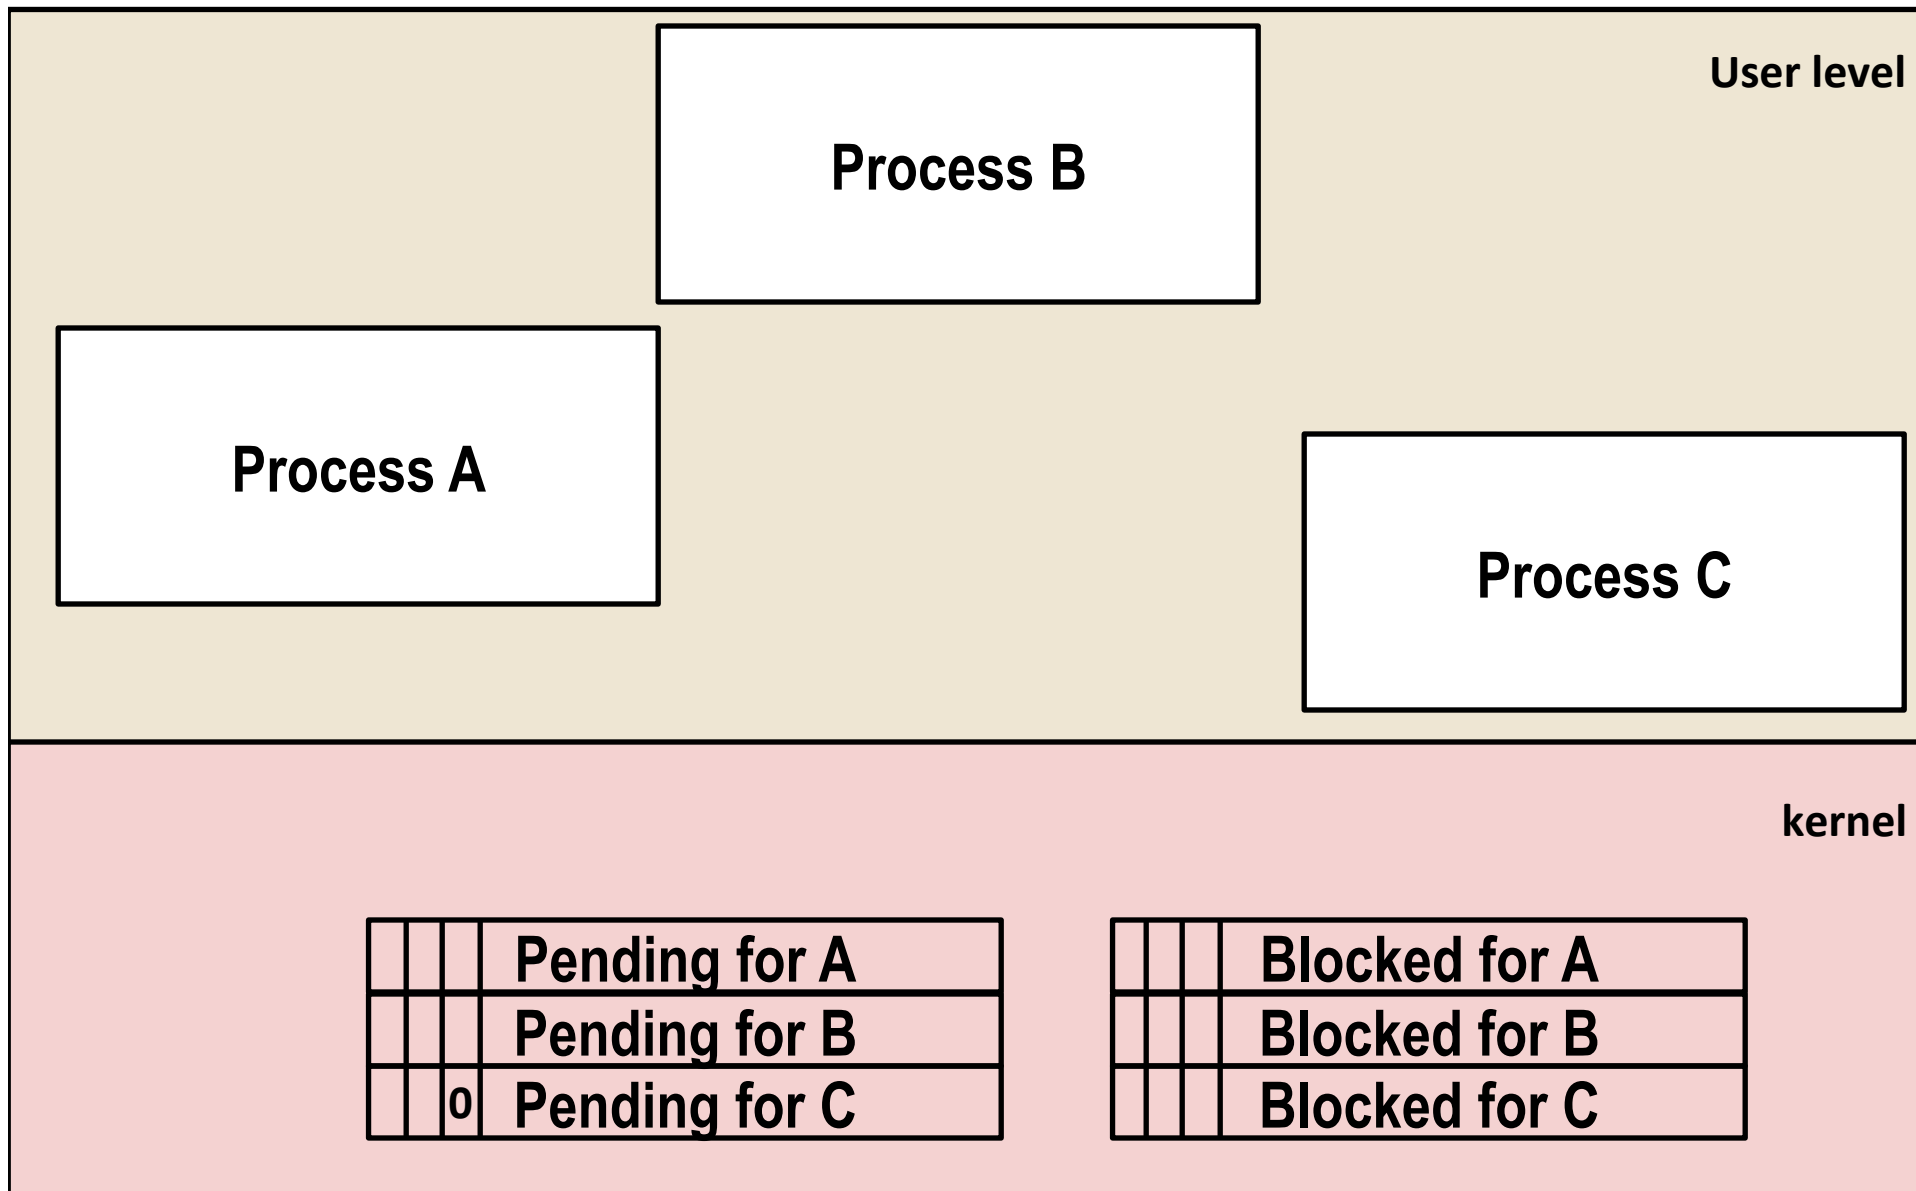 User level
Process B
Process A
Process C
kernel
Pending for A
Blocked for A
Pending for B
Blocked for B
0 Pending for C
Blocked for C